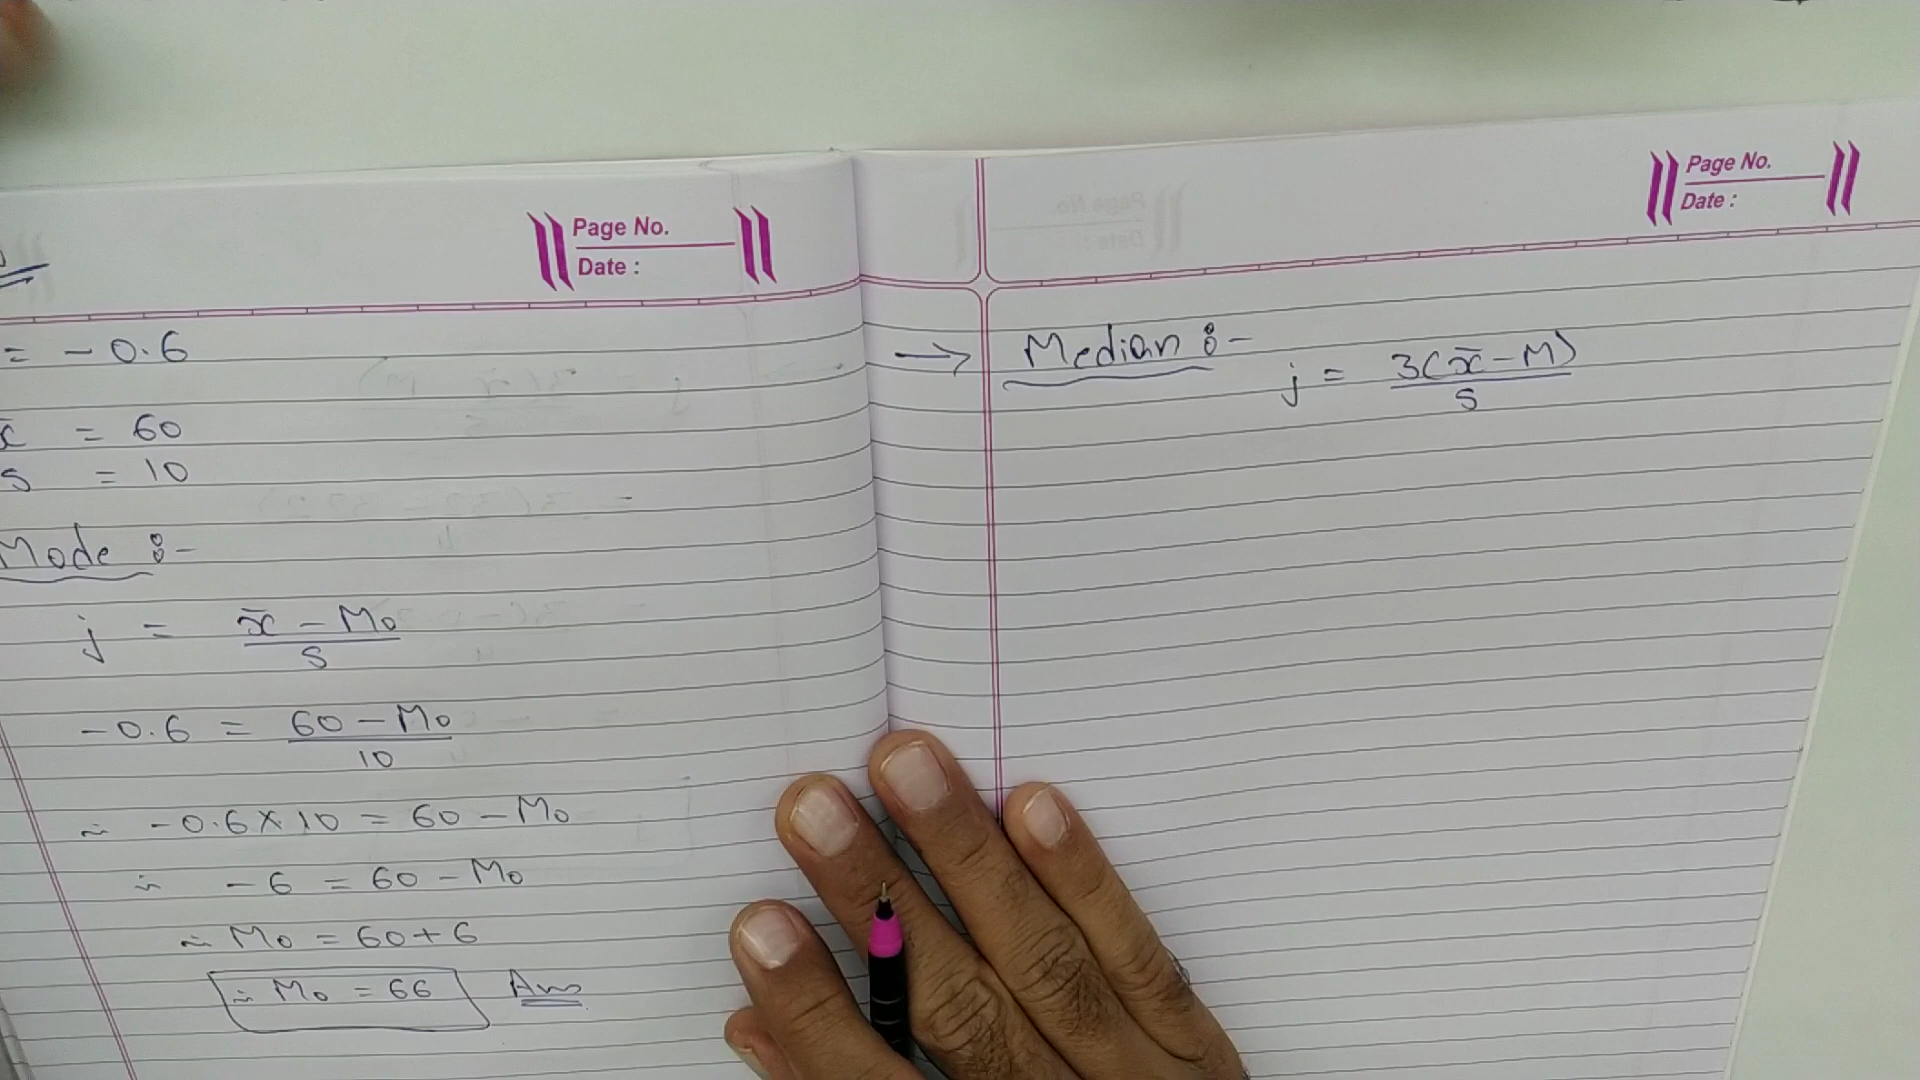 Page No.
Date :
= - 0.6
x̄ = 60
s = 10
Mode :-
j = x̄ - Mo / s
-0.6 = 60 - Mo / 10
∴ -0.6 × 10 = 60 - Mo
∴ -6 = 60 - Mo
∴ Mo = 60 + 6
∴ Mo = 66 Ans
Page No.
Date :
→ Median :- j = 3(x̄ - M) / s